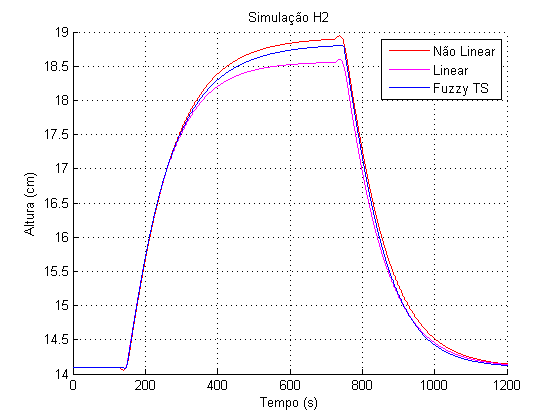 Simulação H2
19
18.5
18
17.5
17
16.5
16
15.5
15
14.5
14
Altura (cm)
Não Linear
Linear
Fuzzy TS
0 200 400 600 800 1000 1200
Tempo (s)